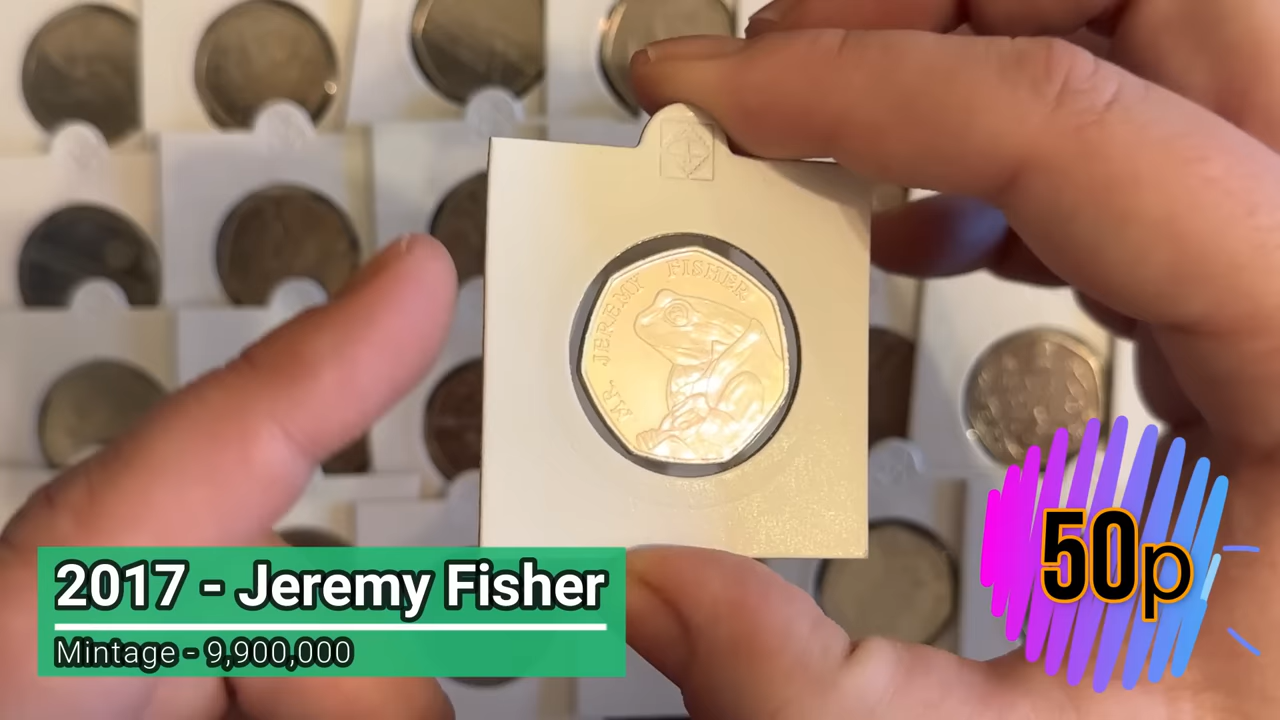 MR. JEREMY FISHER
2017 - Jeremy Fisher
Mintage - 9,900,000
50p